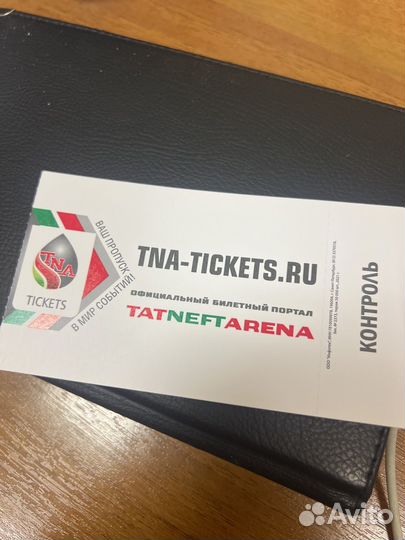 TNA
TICKETS
ВАШ ПРОПУСК
В МИР СОБЫТИЙ!
TNA-TICKETS.RU
ОФИЦИАЛЬНЫЙ БИЛЕТНЫЙ ПОРТАЛ
TATNEFTARENA
КОНТРОЛЬ
Avito